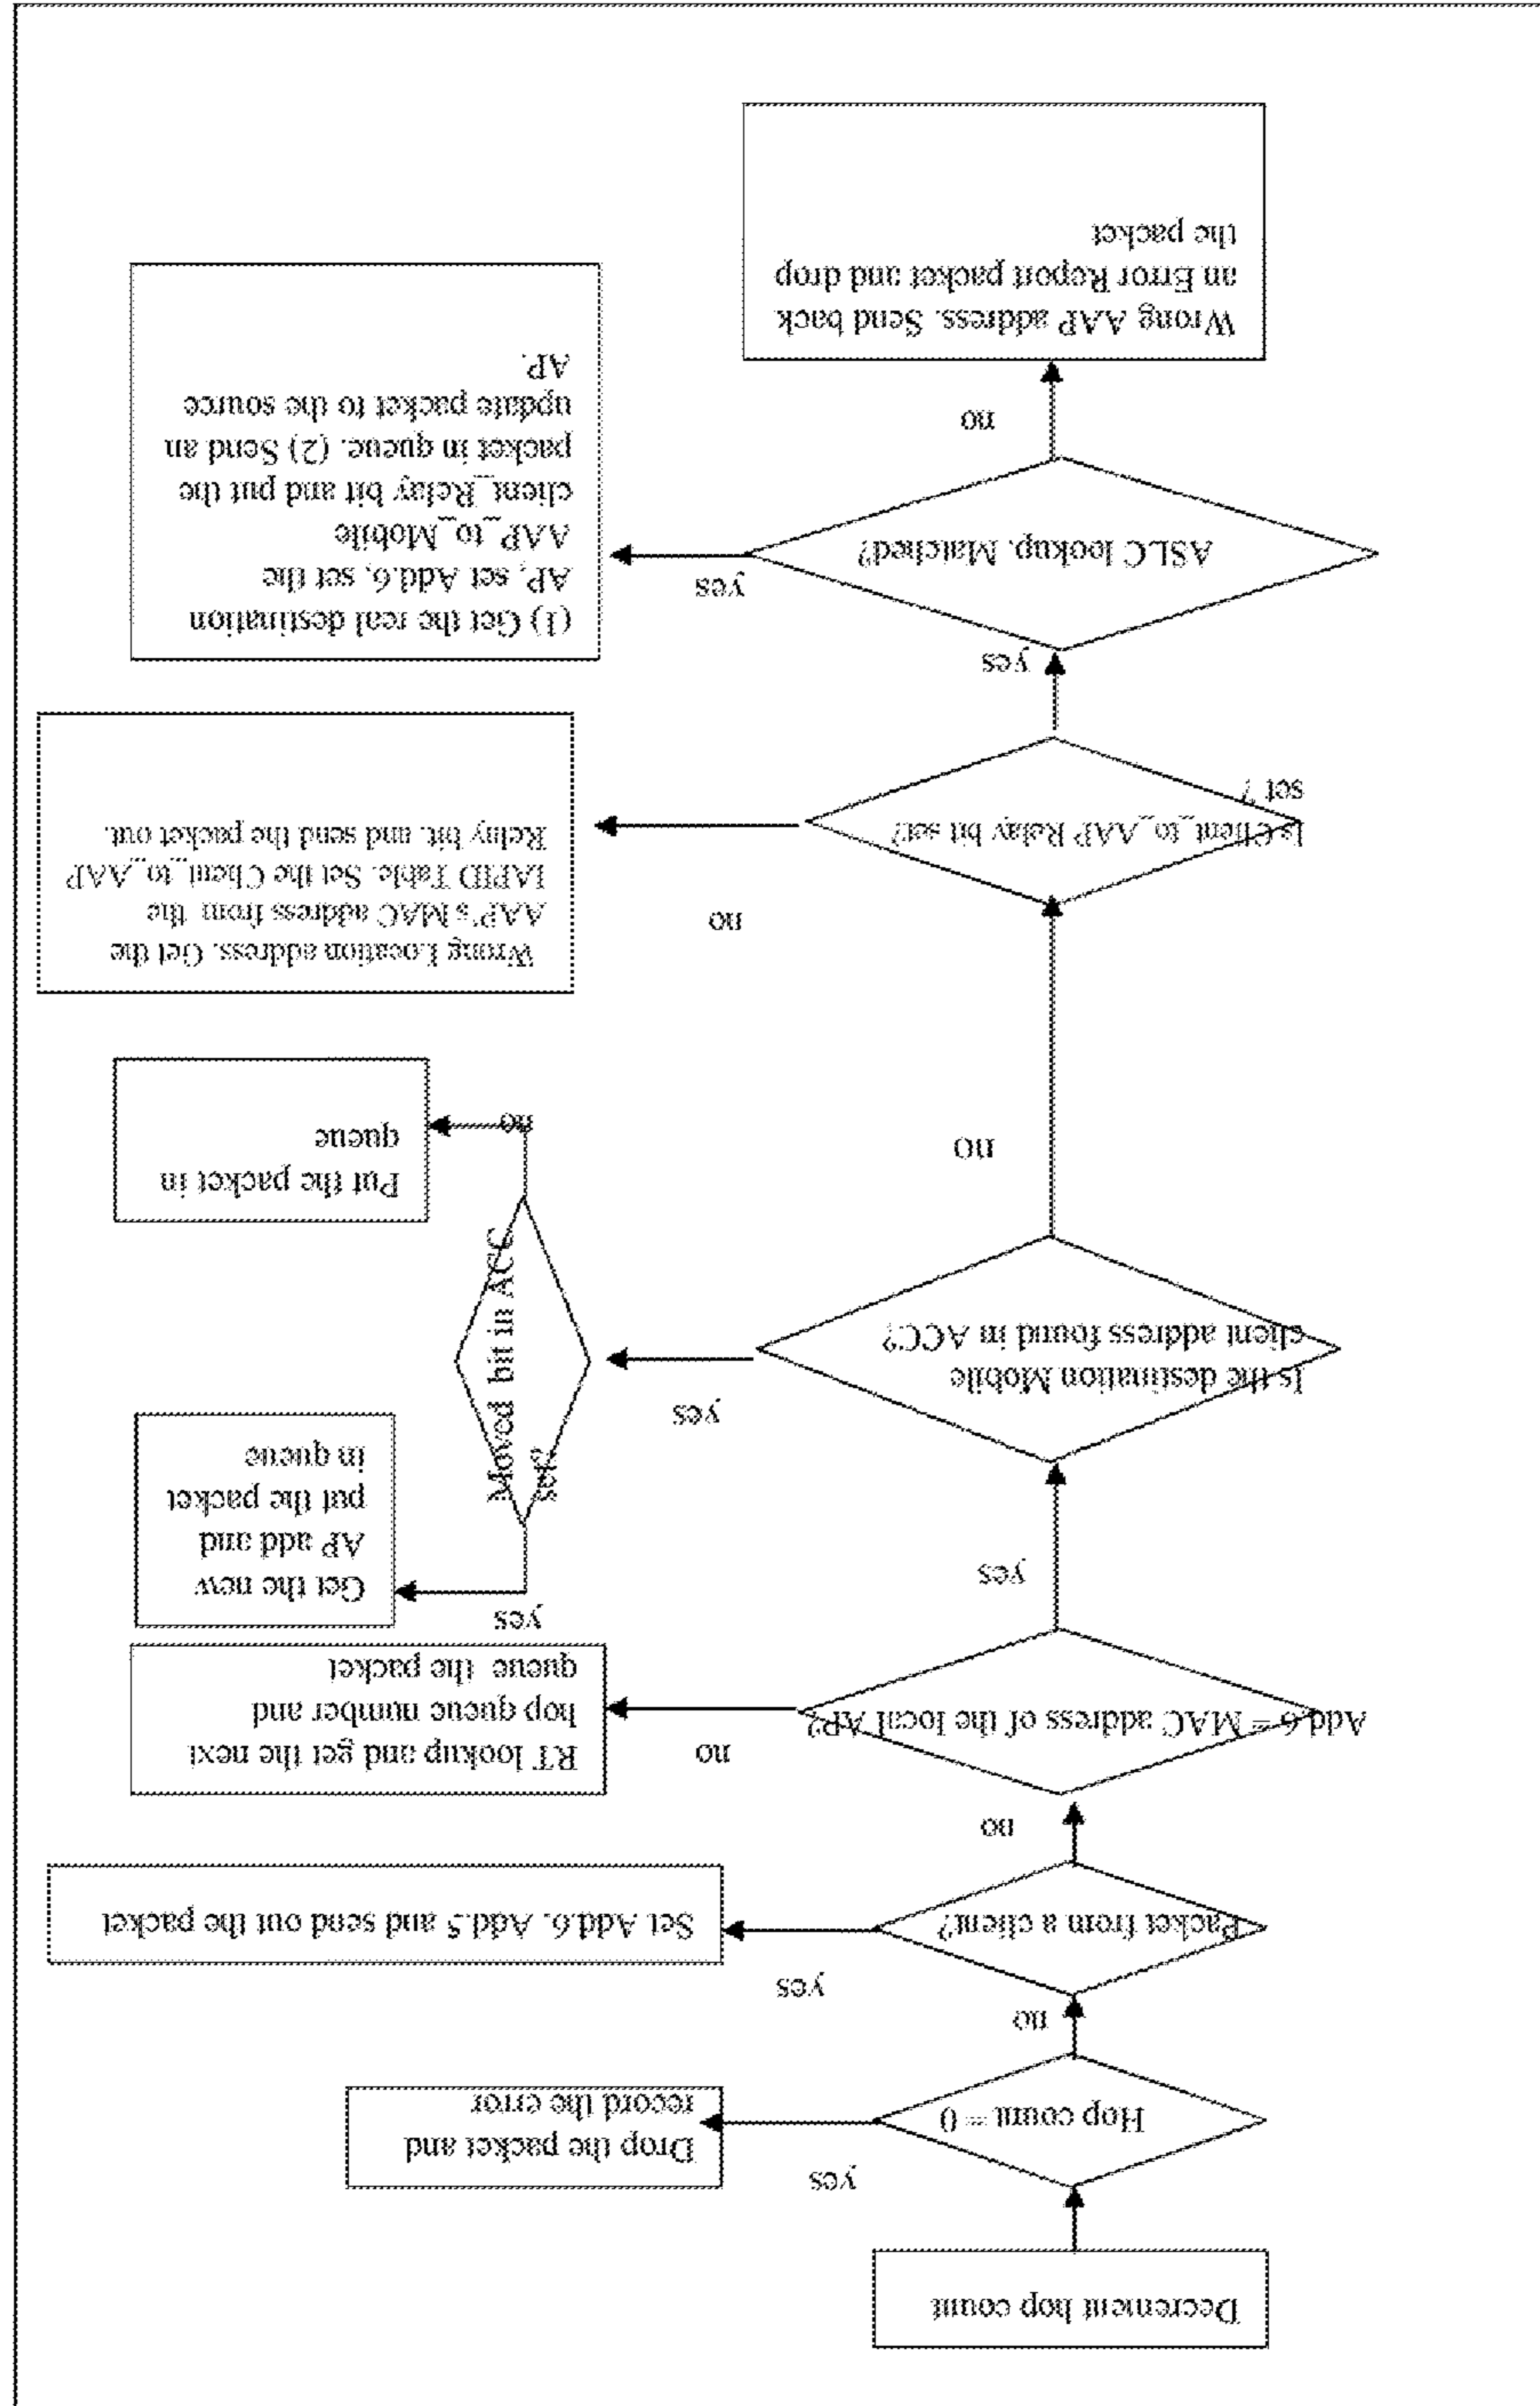 Decrement hop count
Hop count = 0
yes
Drop the packet and
record the error
no
Packet from a client?
yes
Set Add.6, Add.5 and send out the packet
no
Add.6 = MAC address of the local AP?
no
RT lookup and get the next
hop queue number and
queue the packet
yes
Is the destination Mobile
client address found in ACC?
yes
Moved bit in ACC
set?
yes
Get the new
AP add and
put the packet
in queue
no
Put the packet in
queue
no
Is Client_to_AAP Relay bit set?
set ?
no
Wrong Location address. Get the
AAP's MAC address from the
IAPID Table. Set the Client_to_AAP
Relay bit. and send the packet out.
yes
ASLC lookup. Matched?
yes
(1) Get the real destination
AP, set Add.6, set the
AAP_to_Mobile
client_Relay bit and put the
packet in queue. (2) Send an
update packet to the source
AP.
no
Wrong AAP address. Send back
an Error Report packet and drop
the packet